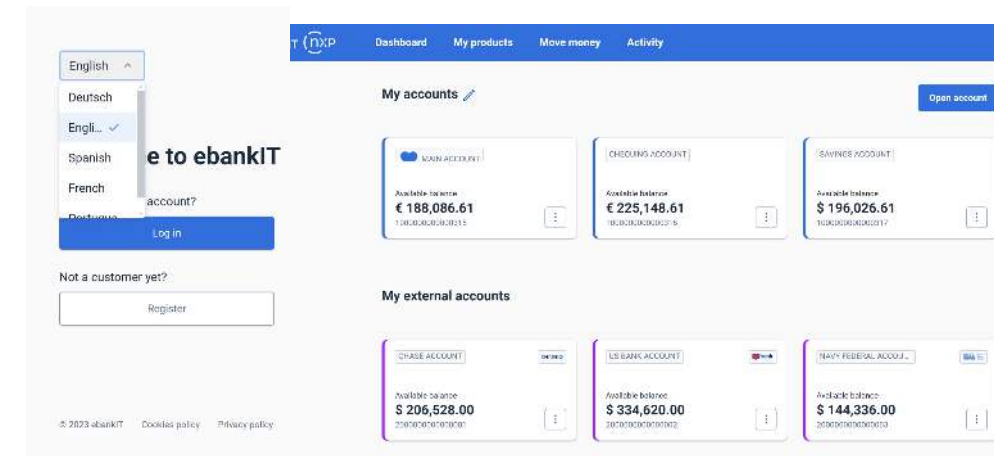 English
Deutsch
Engli...
Spanish
French
e to ebankIT
account?
Log in
Not a customer yet?
Register
© 2023 ebankIT Cookies policy Privacy policy
Dashboard My products Move money Activity
My accounts
Open account
MAIN ACCOUNT
Available balance
€ 188,086.61
CHECKING ACCOUNT
Available balance
€ 225,148.61
SAVINGS ACCOUNT
Available balance
$ 196,026.61
My external accounts
CHASE ACCOUNT
Available balance
$ 206,528.00
US BANK ACCOUNT
Available balance
$ 334,620.00
NAVY FEDERAL ACCOU...
Available balance
$ 144,336.00